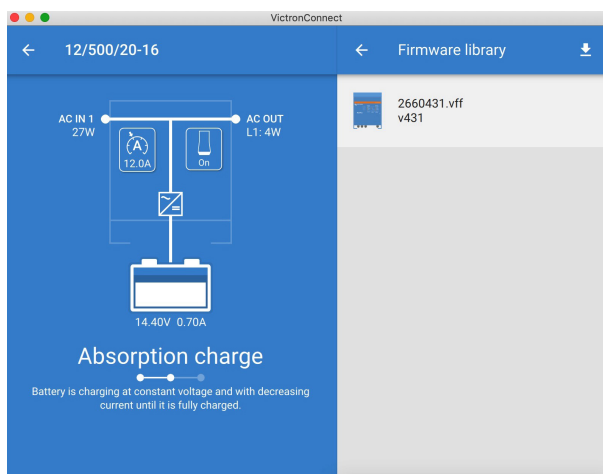 VictronConnect
12/500/20-16
AC IN 1
27W
12.0A
On
AC OUT
L1: 4W
14.40V 0.70A
Absorption charge
Battery is charging at constant voltage and with decreasing
current until it is fully charged.
Firmware library
2660431.vff
v431